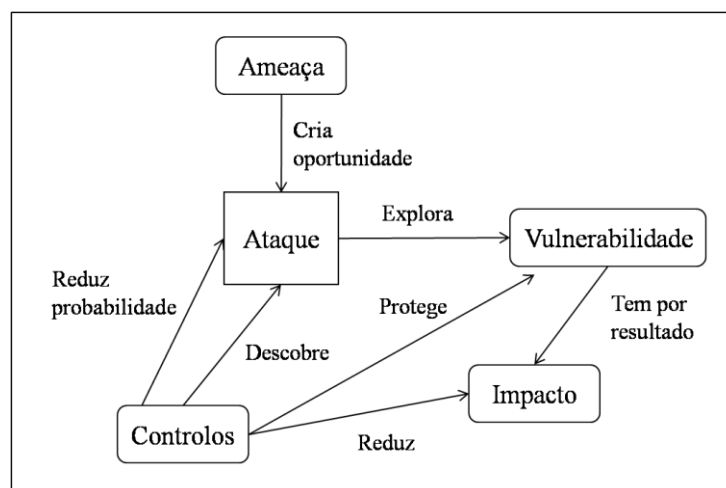 Ameaça
Cria
oportunidade
Explora
Ataque
Vulnerabilidade
Reduz
probabilidade
Protege
Tem por
resultado
Descobre
Impacto
Controlos
Reduz